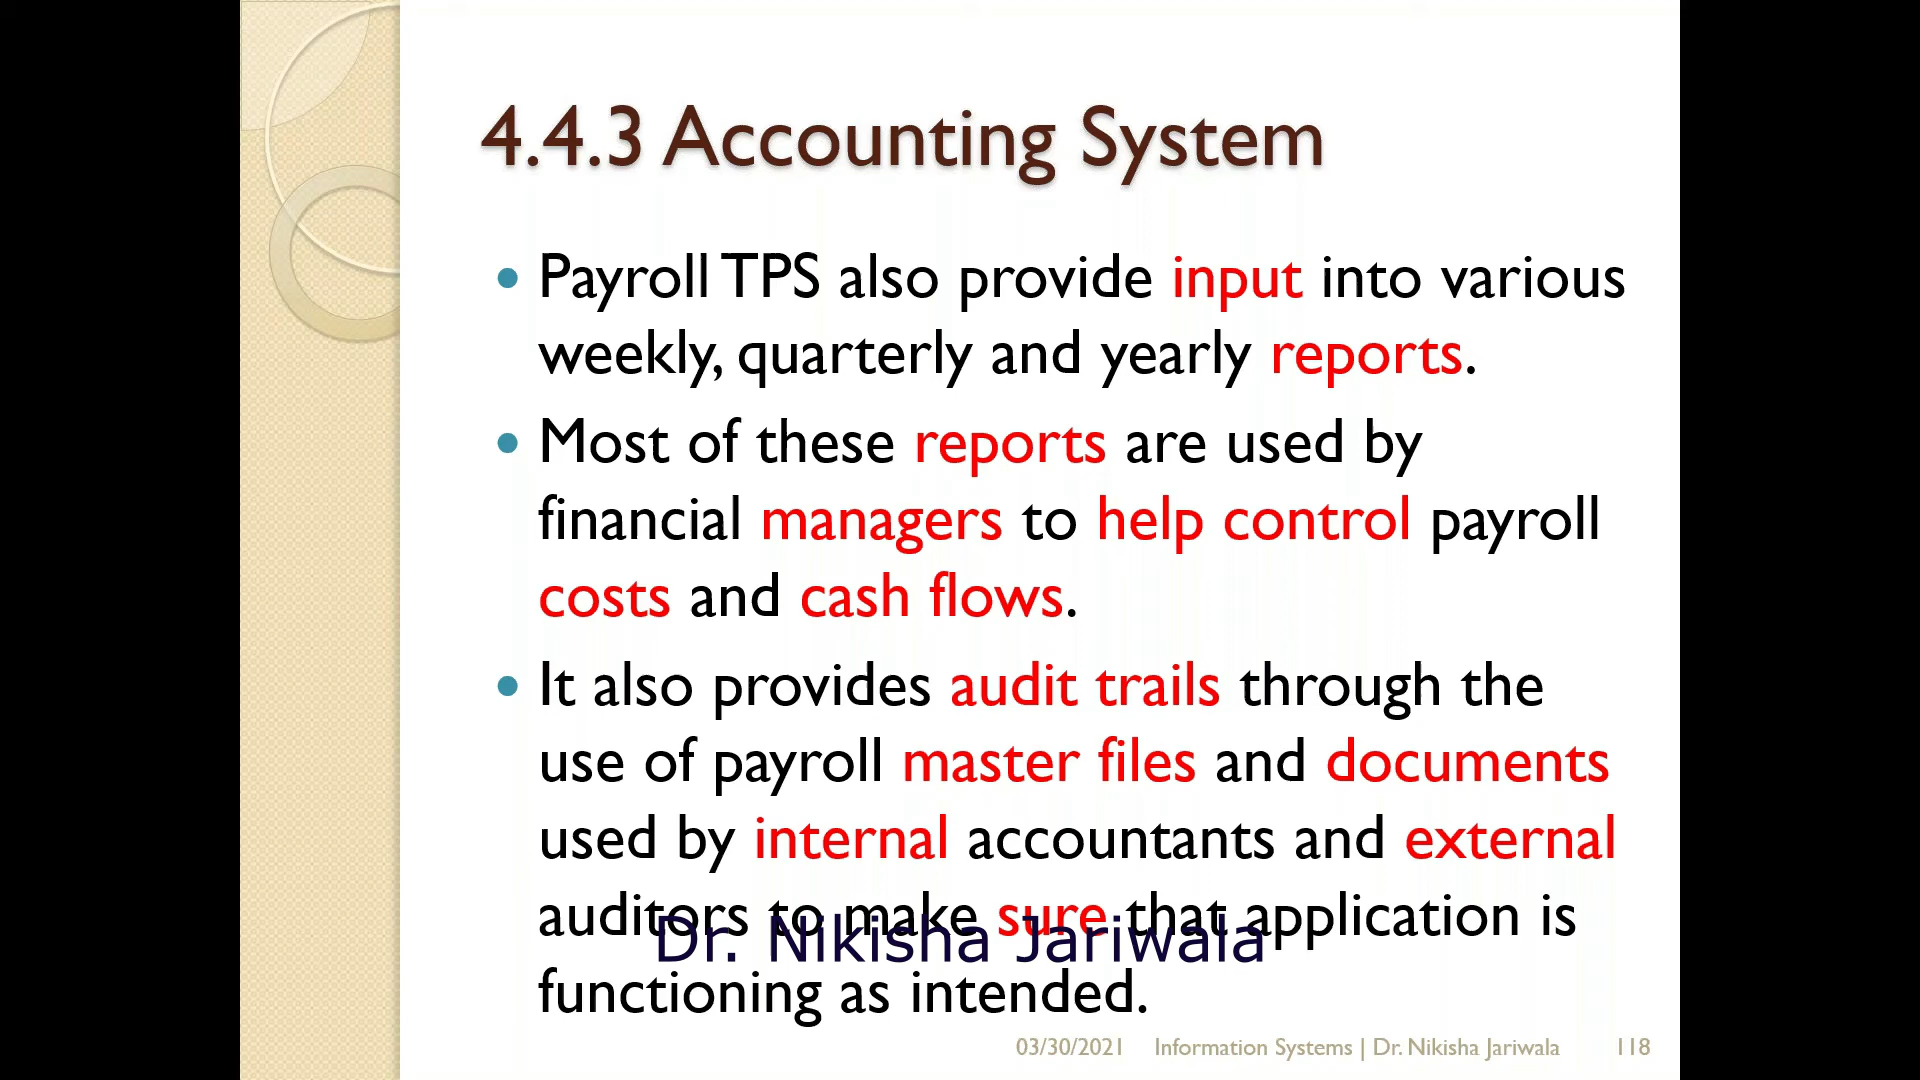 4.4.3 Accounting System
• Payroll TPS also provide input into various
weekly, quarterly and yearly reports.
• Most of these reports are used by
financial managers to help control payroll
costs and cash flows.
• It also provides audit trails through the
use of payroll master files and documents
used by internal accountants and external
auditors to make sure that application is
Dr. Nikisha Jariwala
functioning as intended.
03/30/2021 Information Systems | Dr. Nikisha Jariwala 118